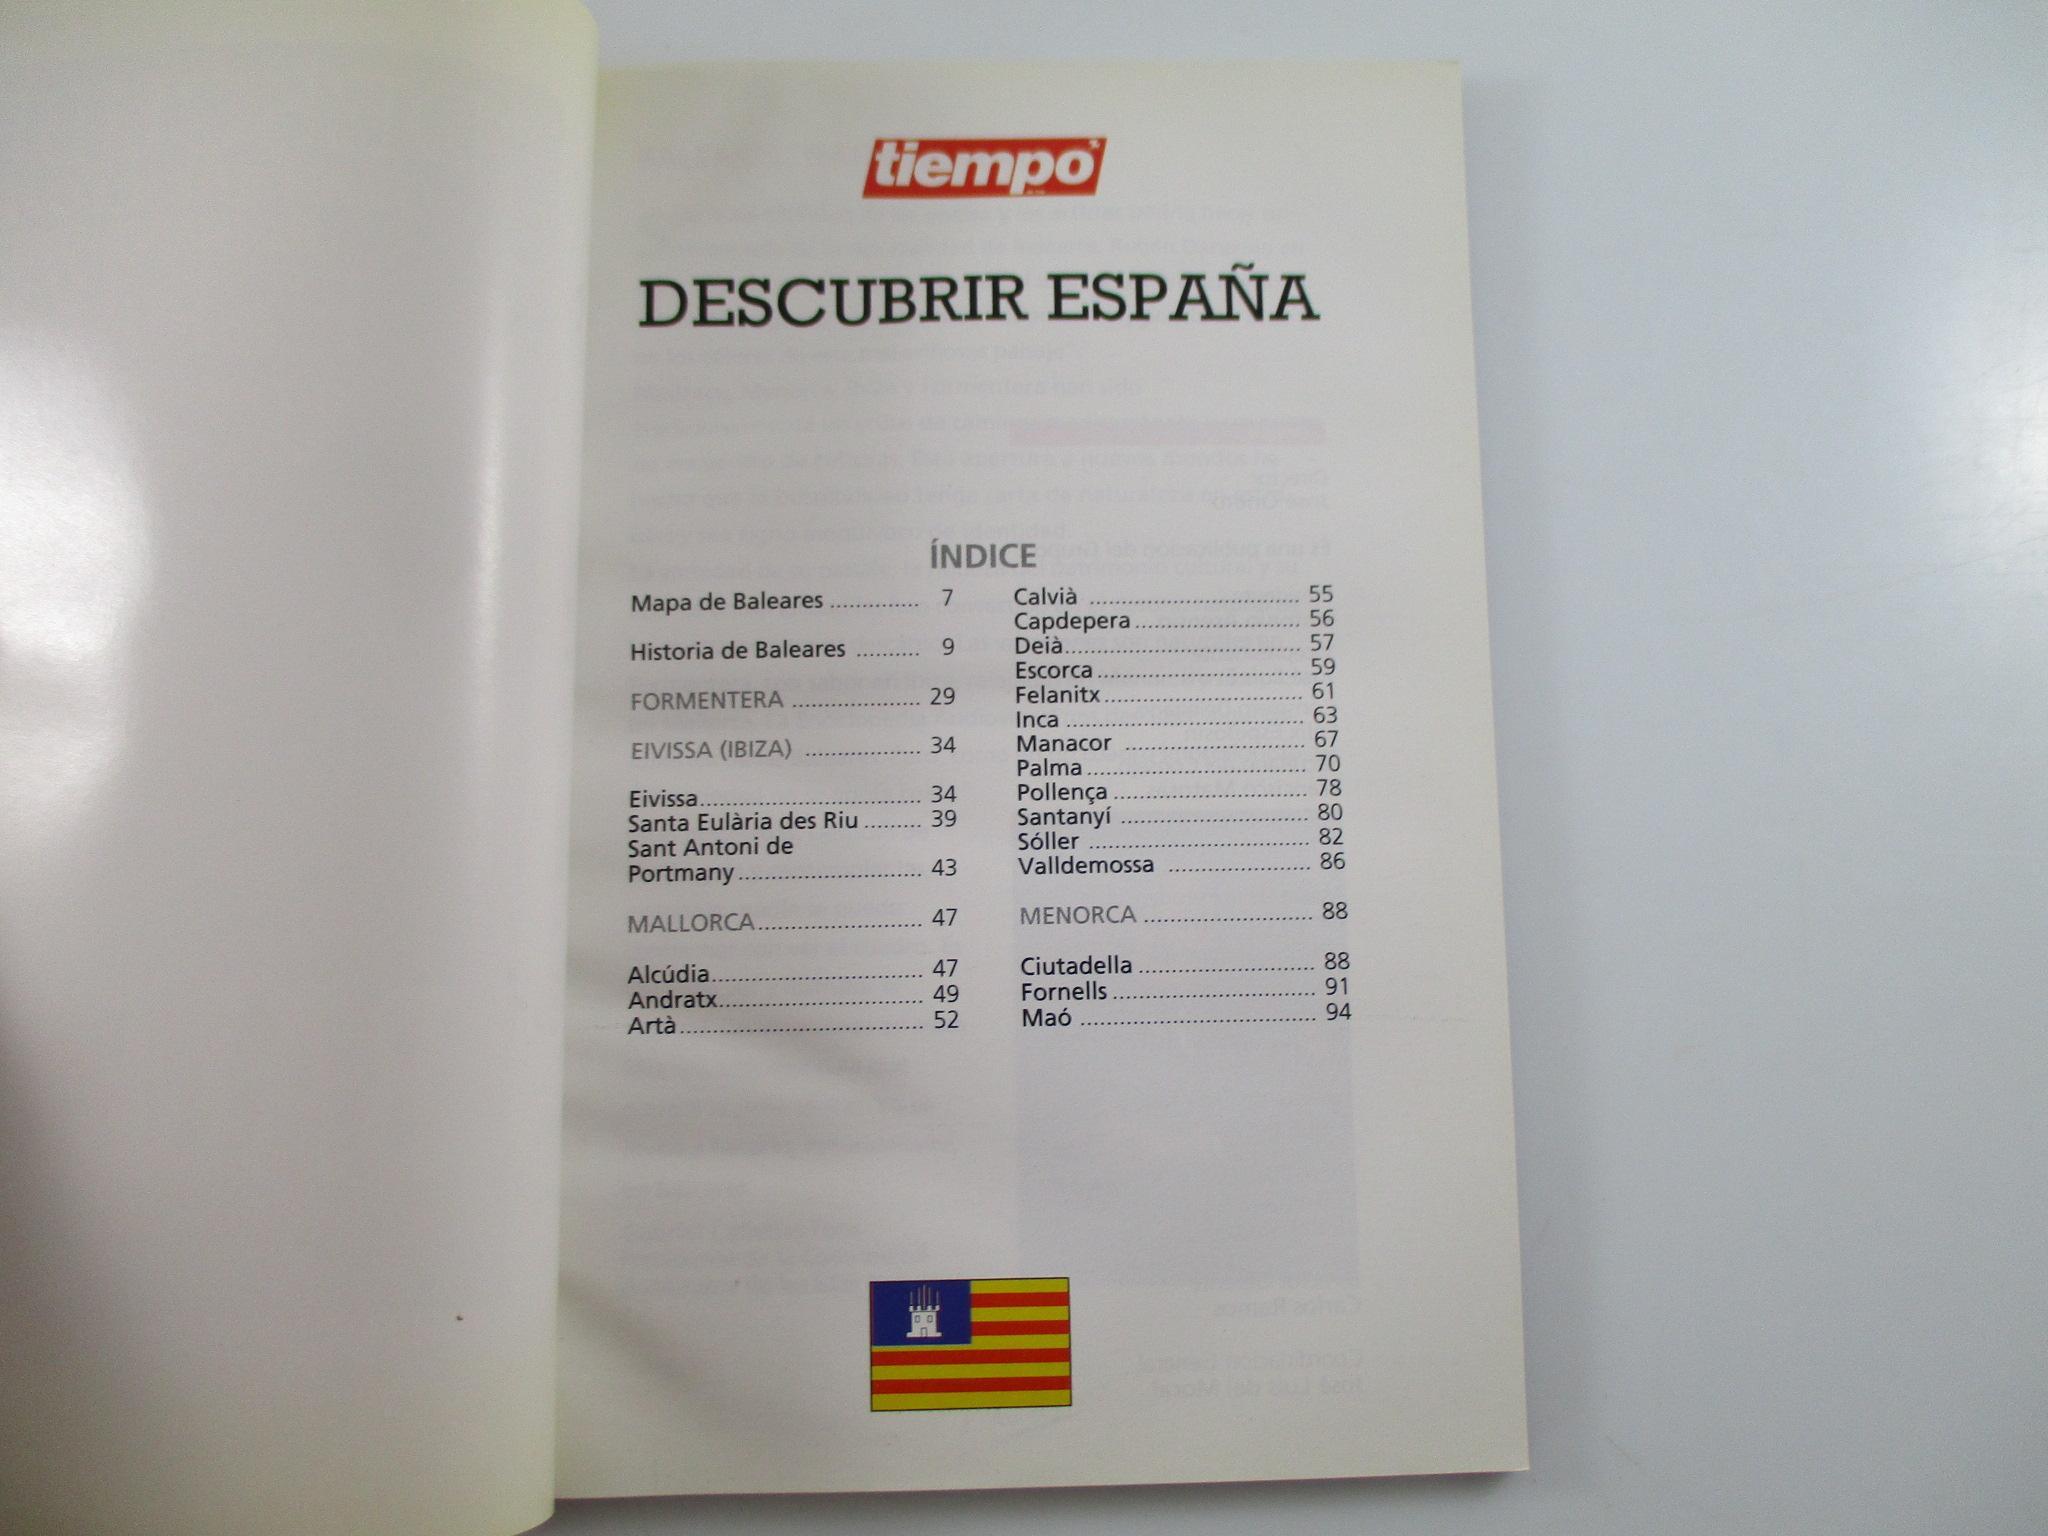 tiempo
DESCUBRIR ESPAÑA
ÍNDICE
Mapa de Baleares .............. 7
Historia de Baleares .......... 9
FORMENTERA ................... 29
EIVISSA (IBIZA) ................. 34
Eivissa................................. 34
Santa Eulària des Riu ......... 39
Sant Antoni de
Portmany............................ 43
MALLORCA......................... 47
Alcúdia................................ 47
Andratx............................... 49
Artà..................................... 52
Calvià ................................ 55
Capdepera......................... 56
Deià.................................... 57
Escorca............................... 59
Felanitx.............................. 61
Inca .................................... 63
Manacor ........................... 67
Palma................................. 70
Pollença............................. 78
Santanyí ............................ 80
Sóller ................................. 82
Valldemossa ..................... 86
MENORCA ......................... 88
Ciutadella .......................... 88
Fornells.............................. 91
Maó ................................... 94